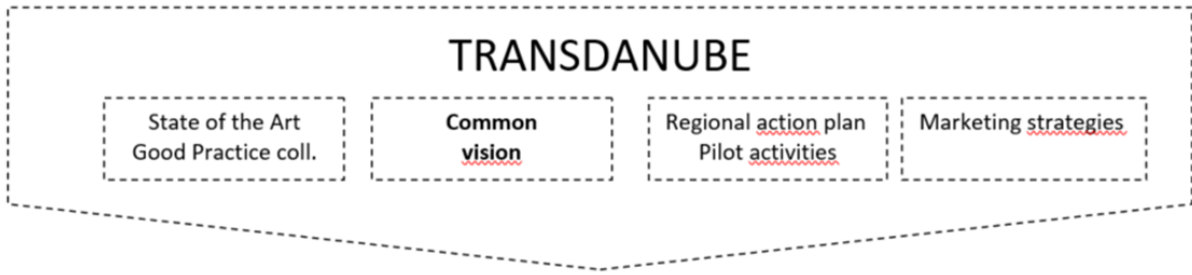 TRANSDANUBE
State of the Art
Good Practice coll.
Common
vision
Regional action plan
Pilot activities
Marketing strategies